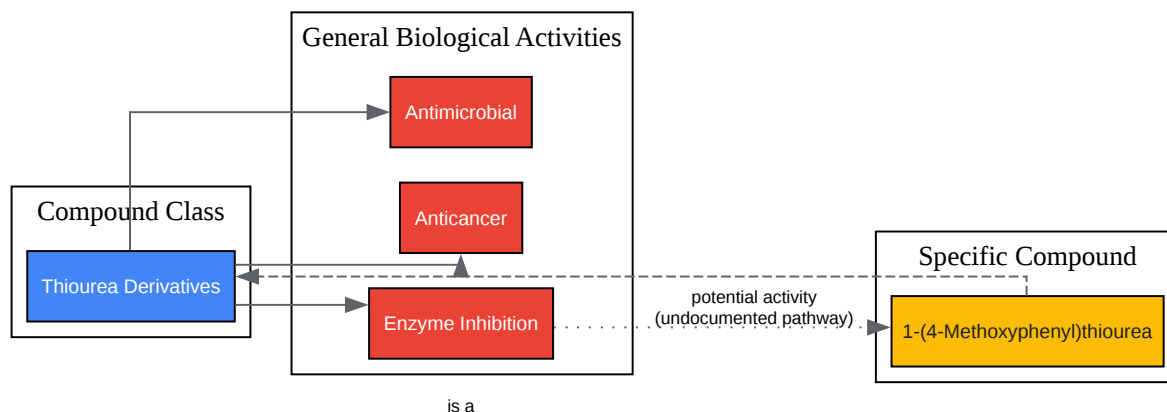 General Biological Activities
Antimicrobial
Compound Class
Anticancer
Specific Compound
Thiourea Derivatives
potential activity
(undocumented pathway)
Enzyme Inhibition
1-(4-Methoxyphenyl)thiourea
is a